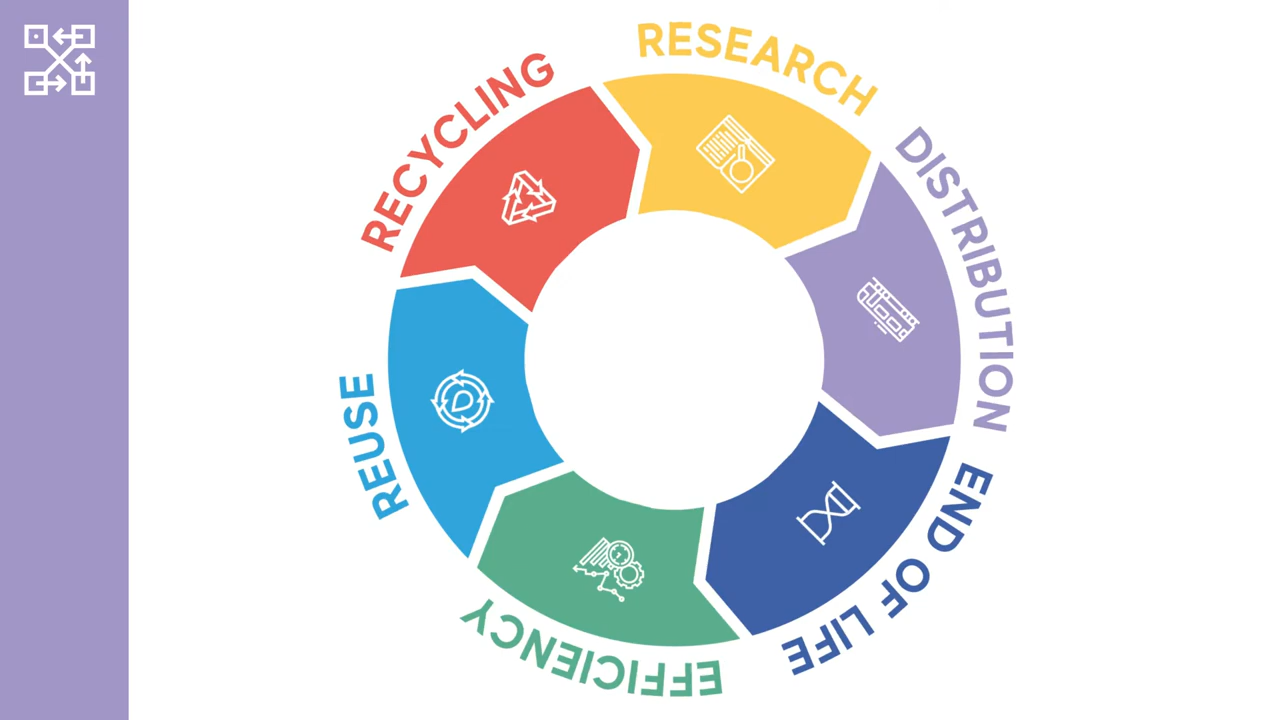 RESEARCH
DISTRIBUTION
END OF LIFE
EFFICIENCY
REUSE
RECYCLING